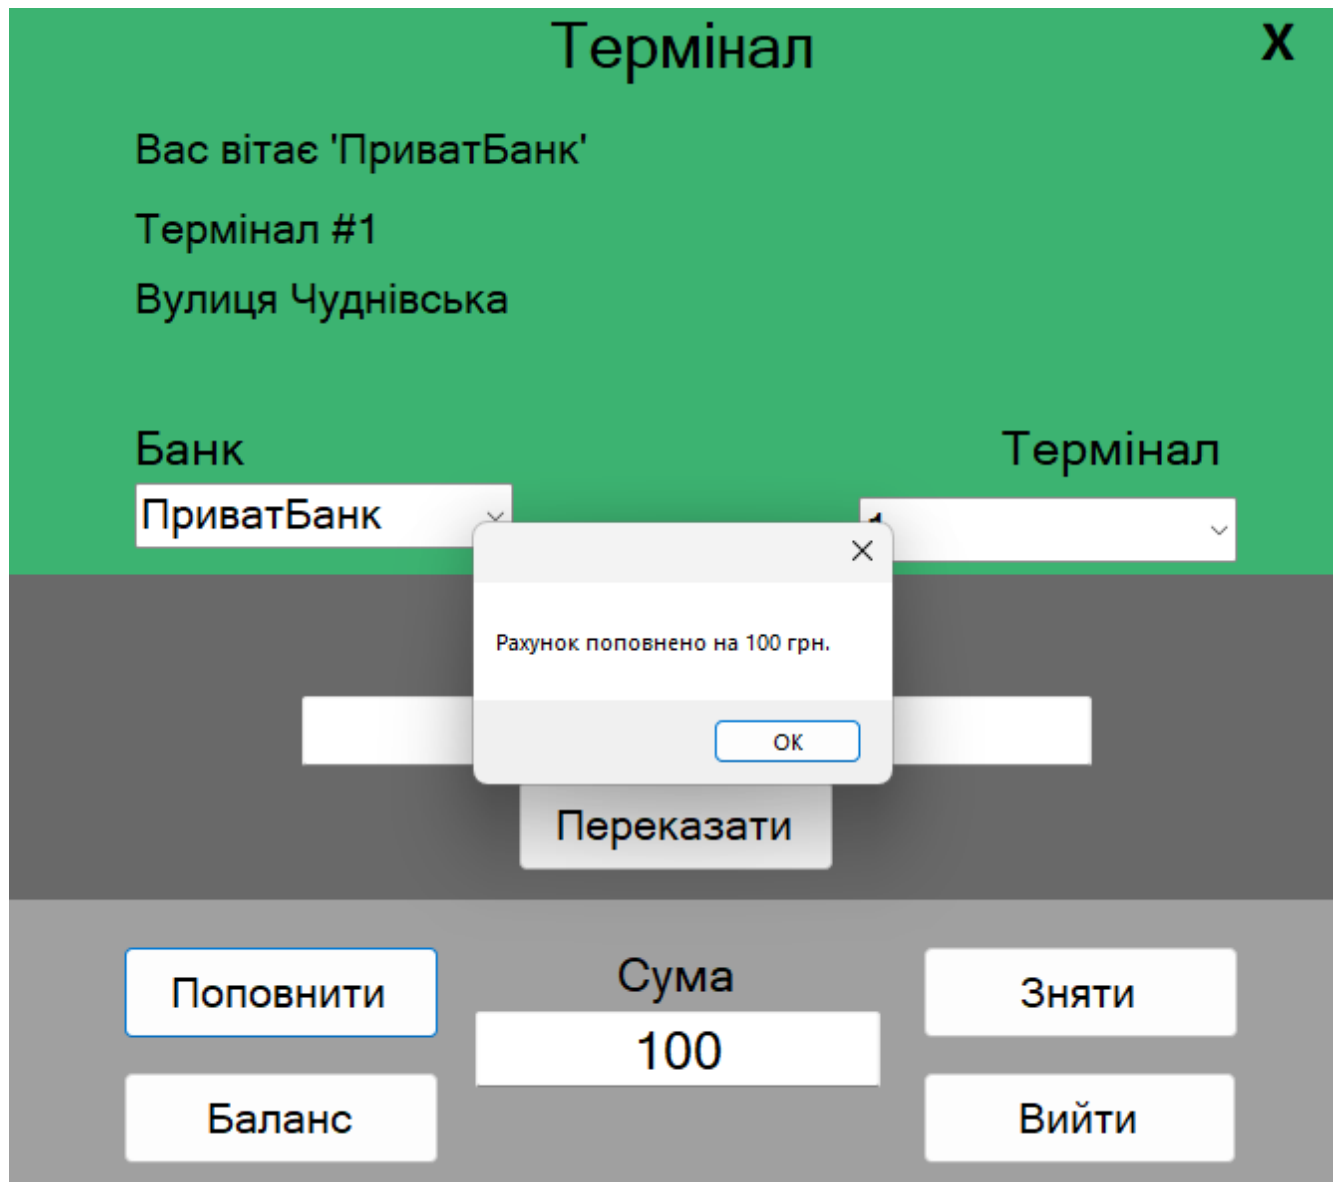 Термінал
X
Вас вітає 'ПриватБанк'
Термінал #1
Вулиця Чуднівська
Банк
Термінал
ПриватБанк
Рахунок поповнено на 100 грн.
ОК
Переказати
Поповнити
Сума
Зняти
100
Баланс
Вийти